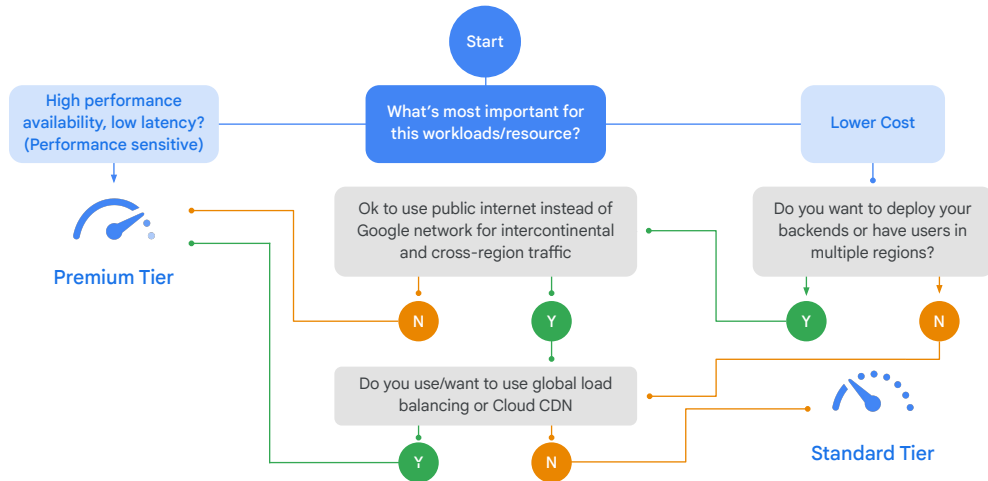 Start
High performance
availability, low latency?
(Performance sensitive)
What's most important for
this workloads/resource?
Lower Cost
Ok to use public internet instead of
Google network for intercontinental
and cross-region traffic
Do you want to deploy your
backends or have users in
multiple regions?
Premium Tier
N
Y
Y
N
Do you use/want to use global load
balancing or Cloud CDN
Standard Tier
Y
N